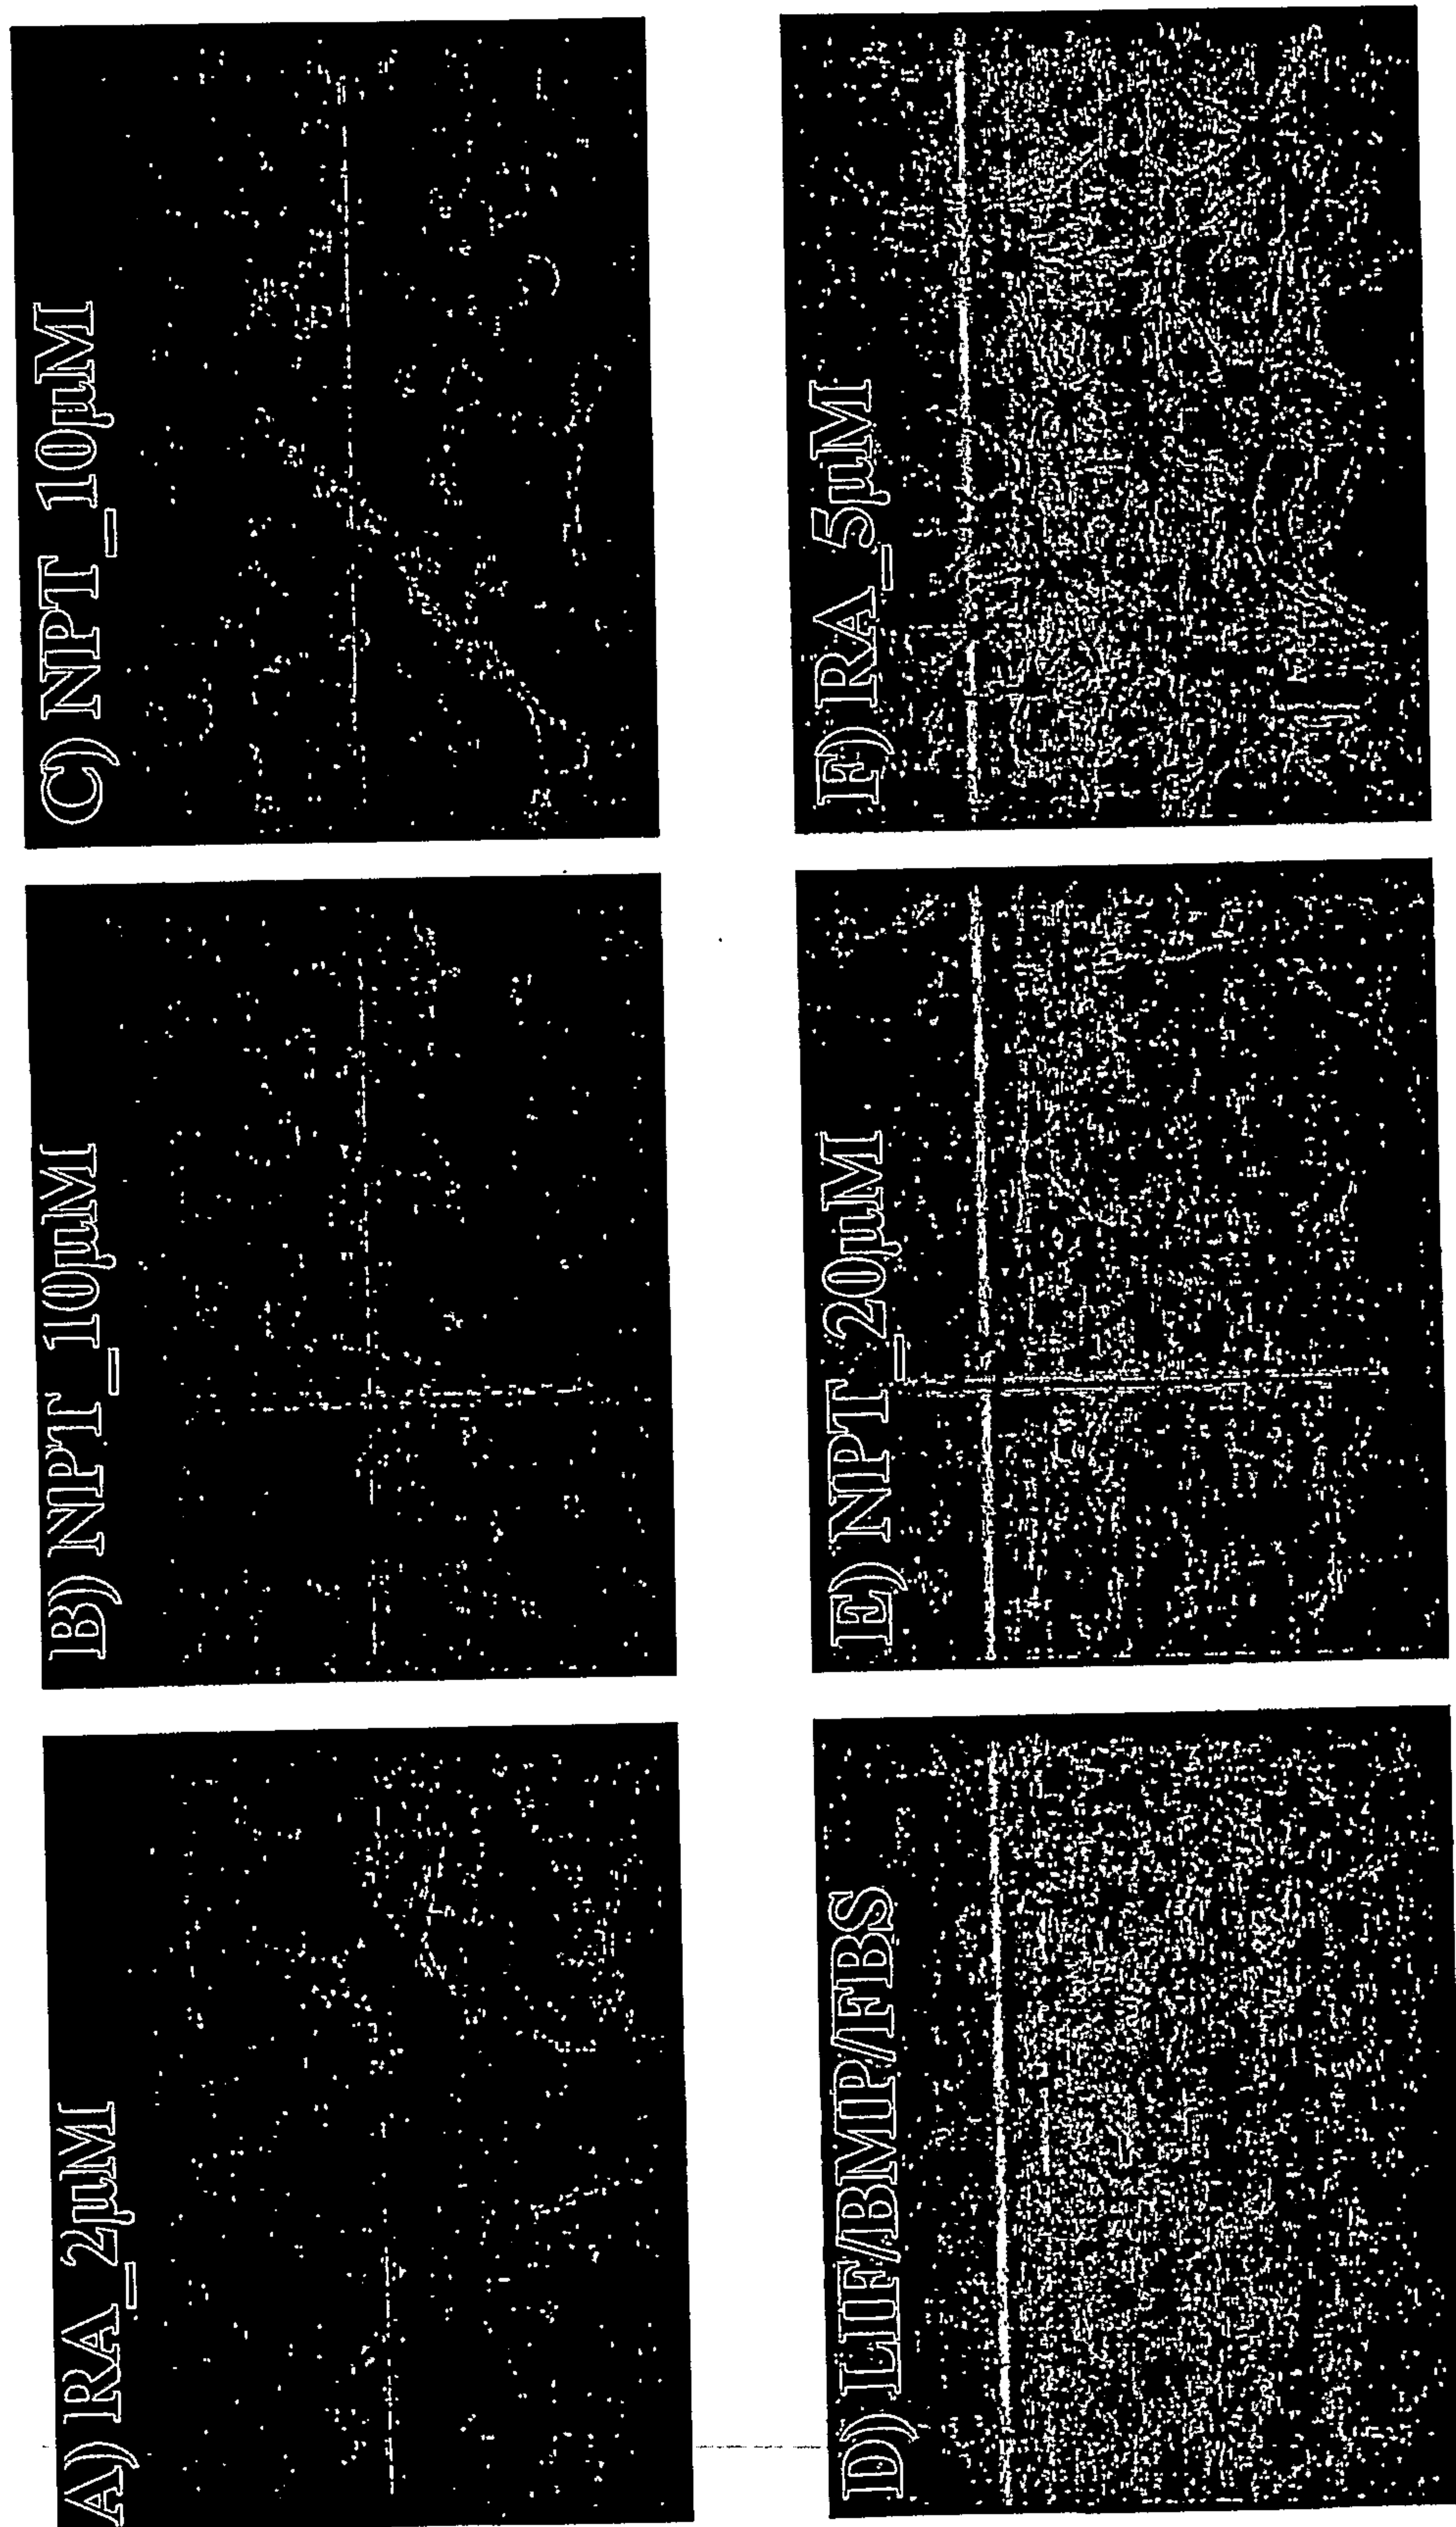 A) RA_2µM
B) NPT_10µM
C) NPT_10µM
D) LIF/BMP/FBS
E) NPT_20µM
F) RA_5µM